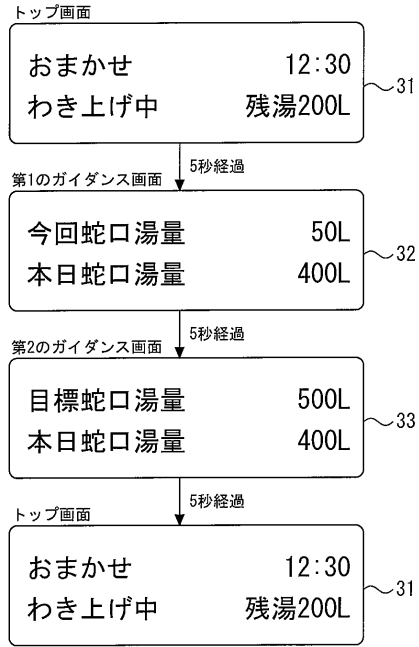 トップ画面
おまかせ 12:30
わき上げ中 残湯200L
31
5秒経過
第1のガイダンス画面
今回蛇口湯量 50L
本日蛇口湯量 400L
32
5秒経過
第2のガイダンス画面
目標蛇口湯量 500L
本日蛇口湯量 400L
33
5秒経過
トップ画面
おまかせ 12:30
わき上げ中 残湯200L
31